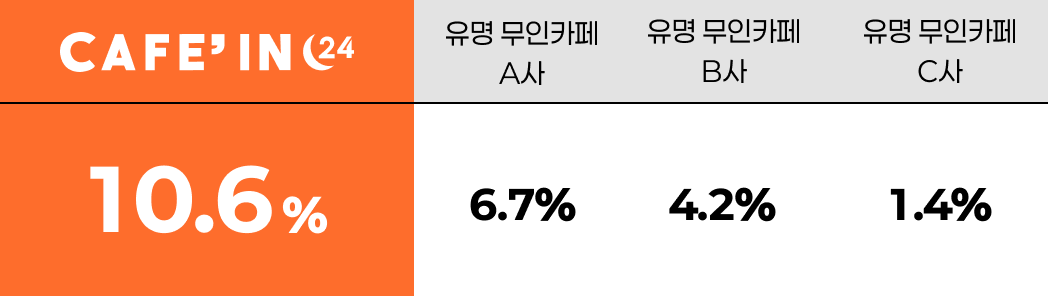 CAFE’IN 24
유명 무인카페
A사
유명 무인카페
B사
유명 무인카페
C사
10.6%
6.7%
4.2%
1.4%